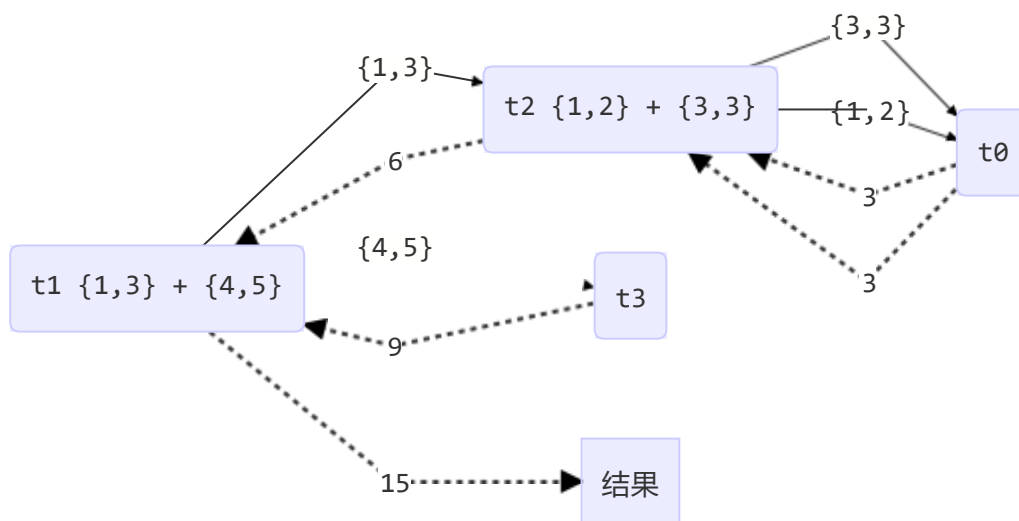 {3,3}
{1,3}
t2 {1,2} + {3,3}
{1,2}
t0
6
3
{4,5}
3
t1 {1,3} + {4,5}
t3
9
15
结果